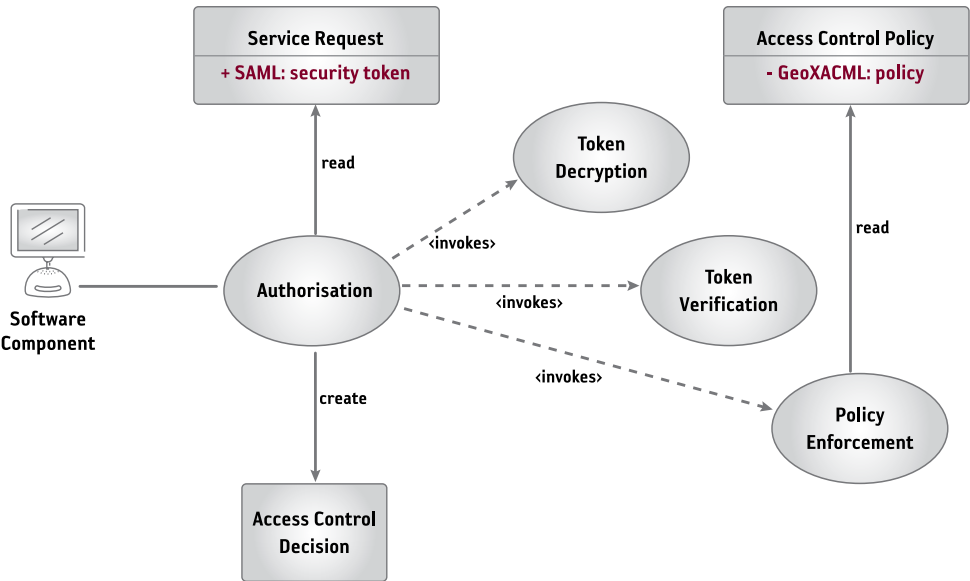 Service Request
+ SAML: security token
Access Control Policy
- GeoXACML: policy
read
Token
Decryption
<invokes>
read
Software
Component
Authorisation
<invokes>
Token
Verification
<invokes>
create
Policy
Enforcement
Access Control
Decision